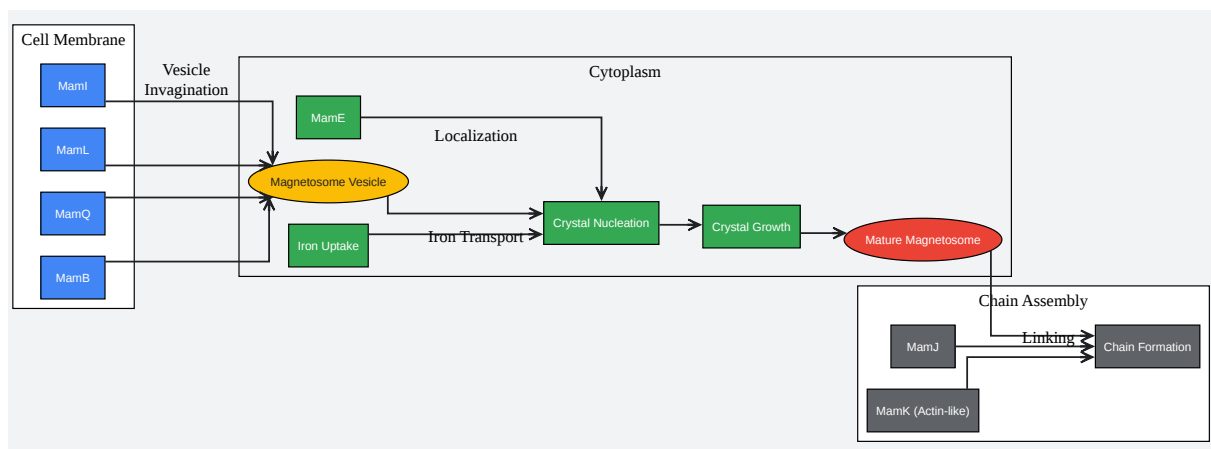 Cell Membrane
MamI
MamL
MamQ
MamB
Vesicle
Invagination
Cytoplasm
MamE
Localization
Magnetosome Vesicle
Iron Uptake
Iron Transport
Crystal Nucleation
Crystal Growth
Mature Magnetosome
Chain Assembly
MamJ
Linking
Chain Formation
MamK (Actin-like)